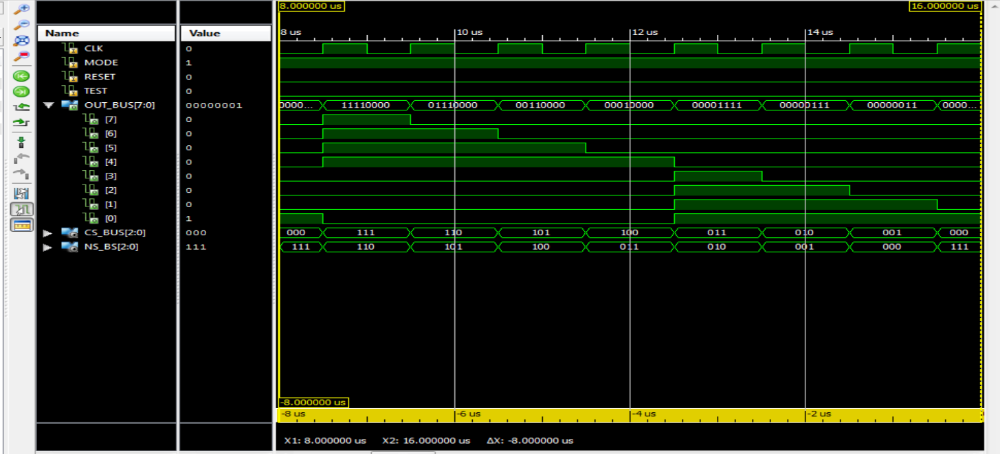 8.000000 us 16.000000 us
Name Value 8 us 10 us 12 us 14 us
CLK 0
MODE 1
RESET 0
TEST 0
OUT_BUS[7:0] 00000001 0000... 11110000 01110000 00110000 00010000 00001111 00000111 00000011 0000...
[7] 0
[6] 0
[5] 0
[4] 0
[3] 0
[2] 0
[1] 0
[0] 1
CS_BUS[2:0] 000 000 111 110 101 100 011 010 001 000
NS_BS[2:0] 111 111 110 101 100 011 010 001 000 111
-8.000000 us
-8 us -6 us -4 us -2 us
X1: 8.000000 us X2: 16.000000 us ΔX: -8.000000 us